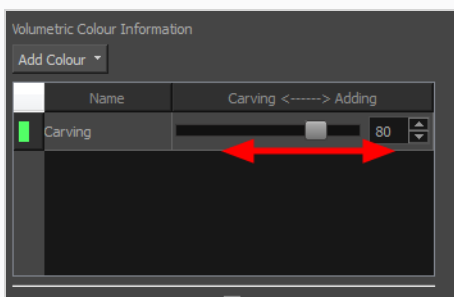 Volumetric Colour Information
Add Colour
Name
Carving <------> Adding
Carving
80